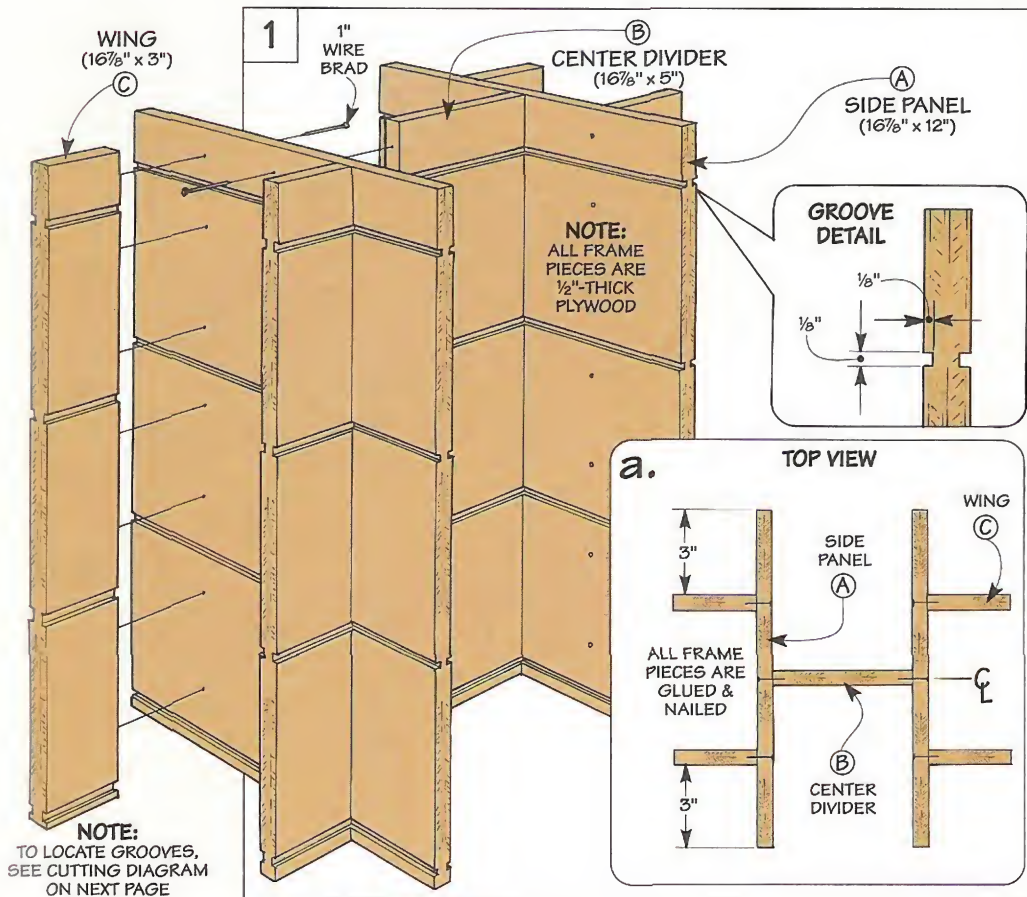 WING
(16⅞" x 3")
C
1
1"
WIRE
BRAD
B
CENTER DIVIDER
(16⅞" x 5")
A
SIDE PANEL
(16⅞" x 12")
NOTE:
ALL FRAME
PIECES ARE
½"-THICK
PLYWOOD
GROOVE
DETAIL
⅛"
⅛"
a.
TOP VIEW
3"
SIDE
PANEL
A
WING
C
ALL FRAME
PIECES ARE
GLUED &
NAILED
CL
3"
B
CENTER
DIVIDER
NOTE:
TO LOCATE GROOVES,
SEE CUTTING DIAGRAM
ON NEXT PAGE